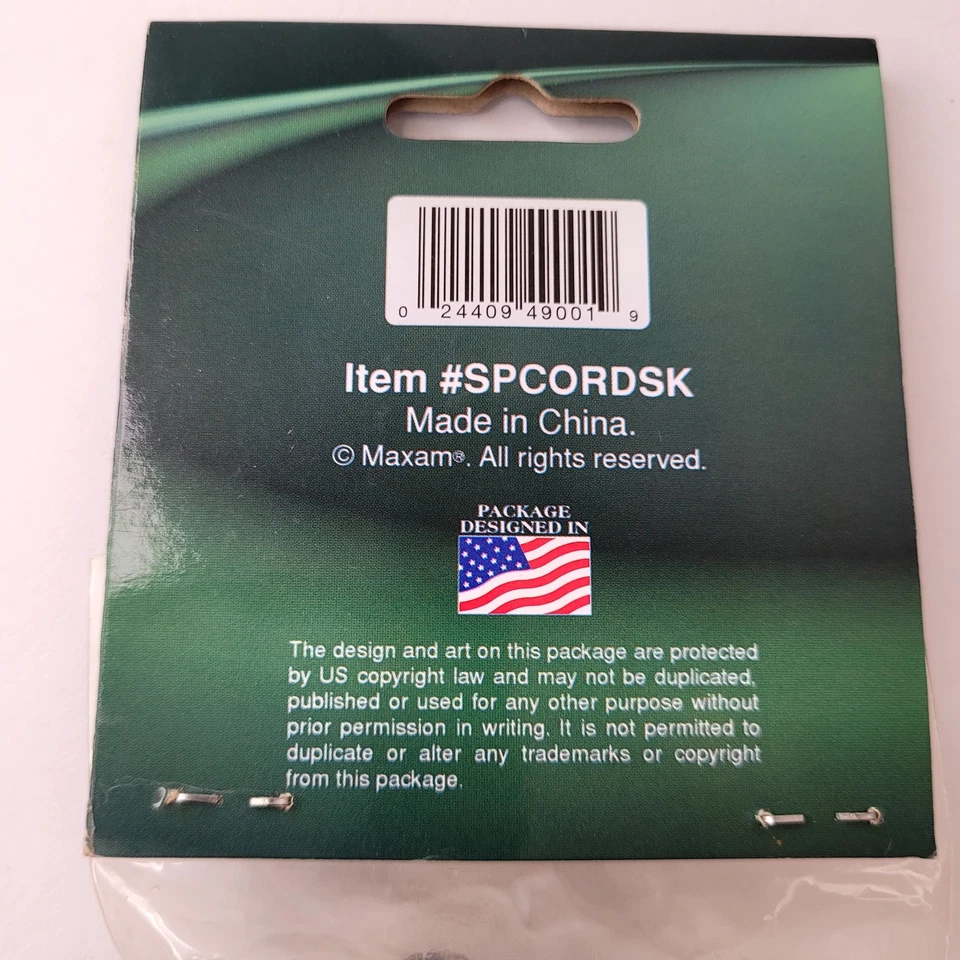 0 24409 49001 9
Item #SPCORDSK
Made in China.
© Maxam®. All rights reserved.
PACKAGE
DESIGNED IN
The design and art on this package are protected
by US copyright law and may not be duplicated,
published or used for any other purpose without
prior permission in writing. It is not permitted to
duplicate or alter any trademarks or copyright
from this package.